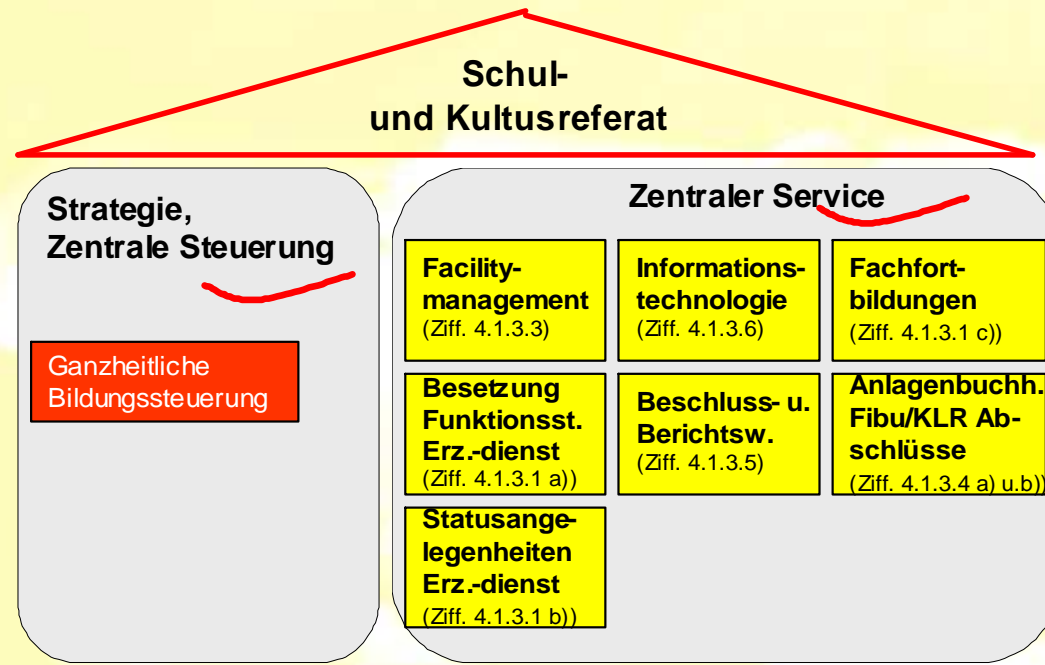 Schul-
und Kultusreferat
Strategie,
Zentrale Steuerung
Ganzheitliche
Bildungssteuerung
Zentraler Service
Facility-
management
(Ziff. 4.1.3.3)
Informations-
technologie
(Ziff. 4.1.3.6)
Fachfort-
bildungen
(Ziff. 4.1.3.1 c))
Besetzung
Funktionsst.
Erz.-dienst
(Ziff. 4.1.3.1 a))
Beschluss- u.
Berichtsw.
(Ziff. 4.1.3.5)
Anlagenbuchh.
Fibu/KLR Ab-
schlüsse
(Ziff. 4.1.3.4 a) u.b))
Statusange-
legenheiten
Erz.-dienst
(Ziff. 4.1.3.1 b))